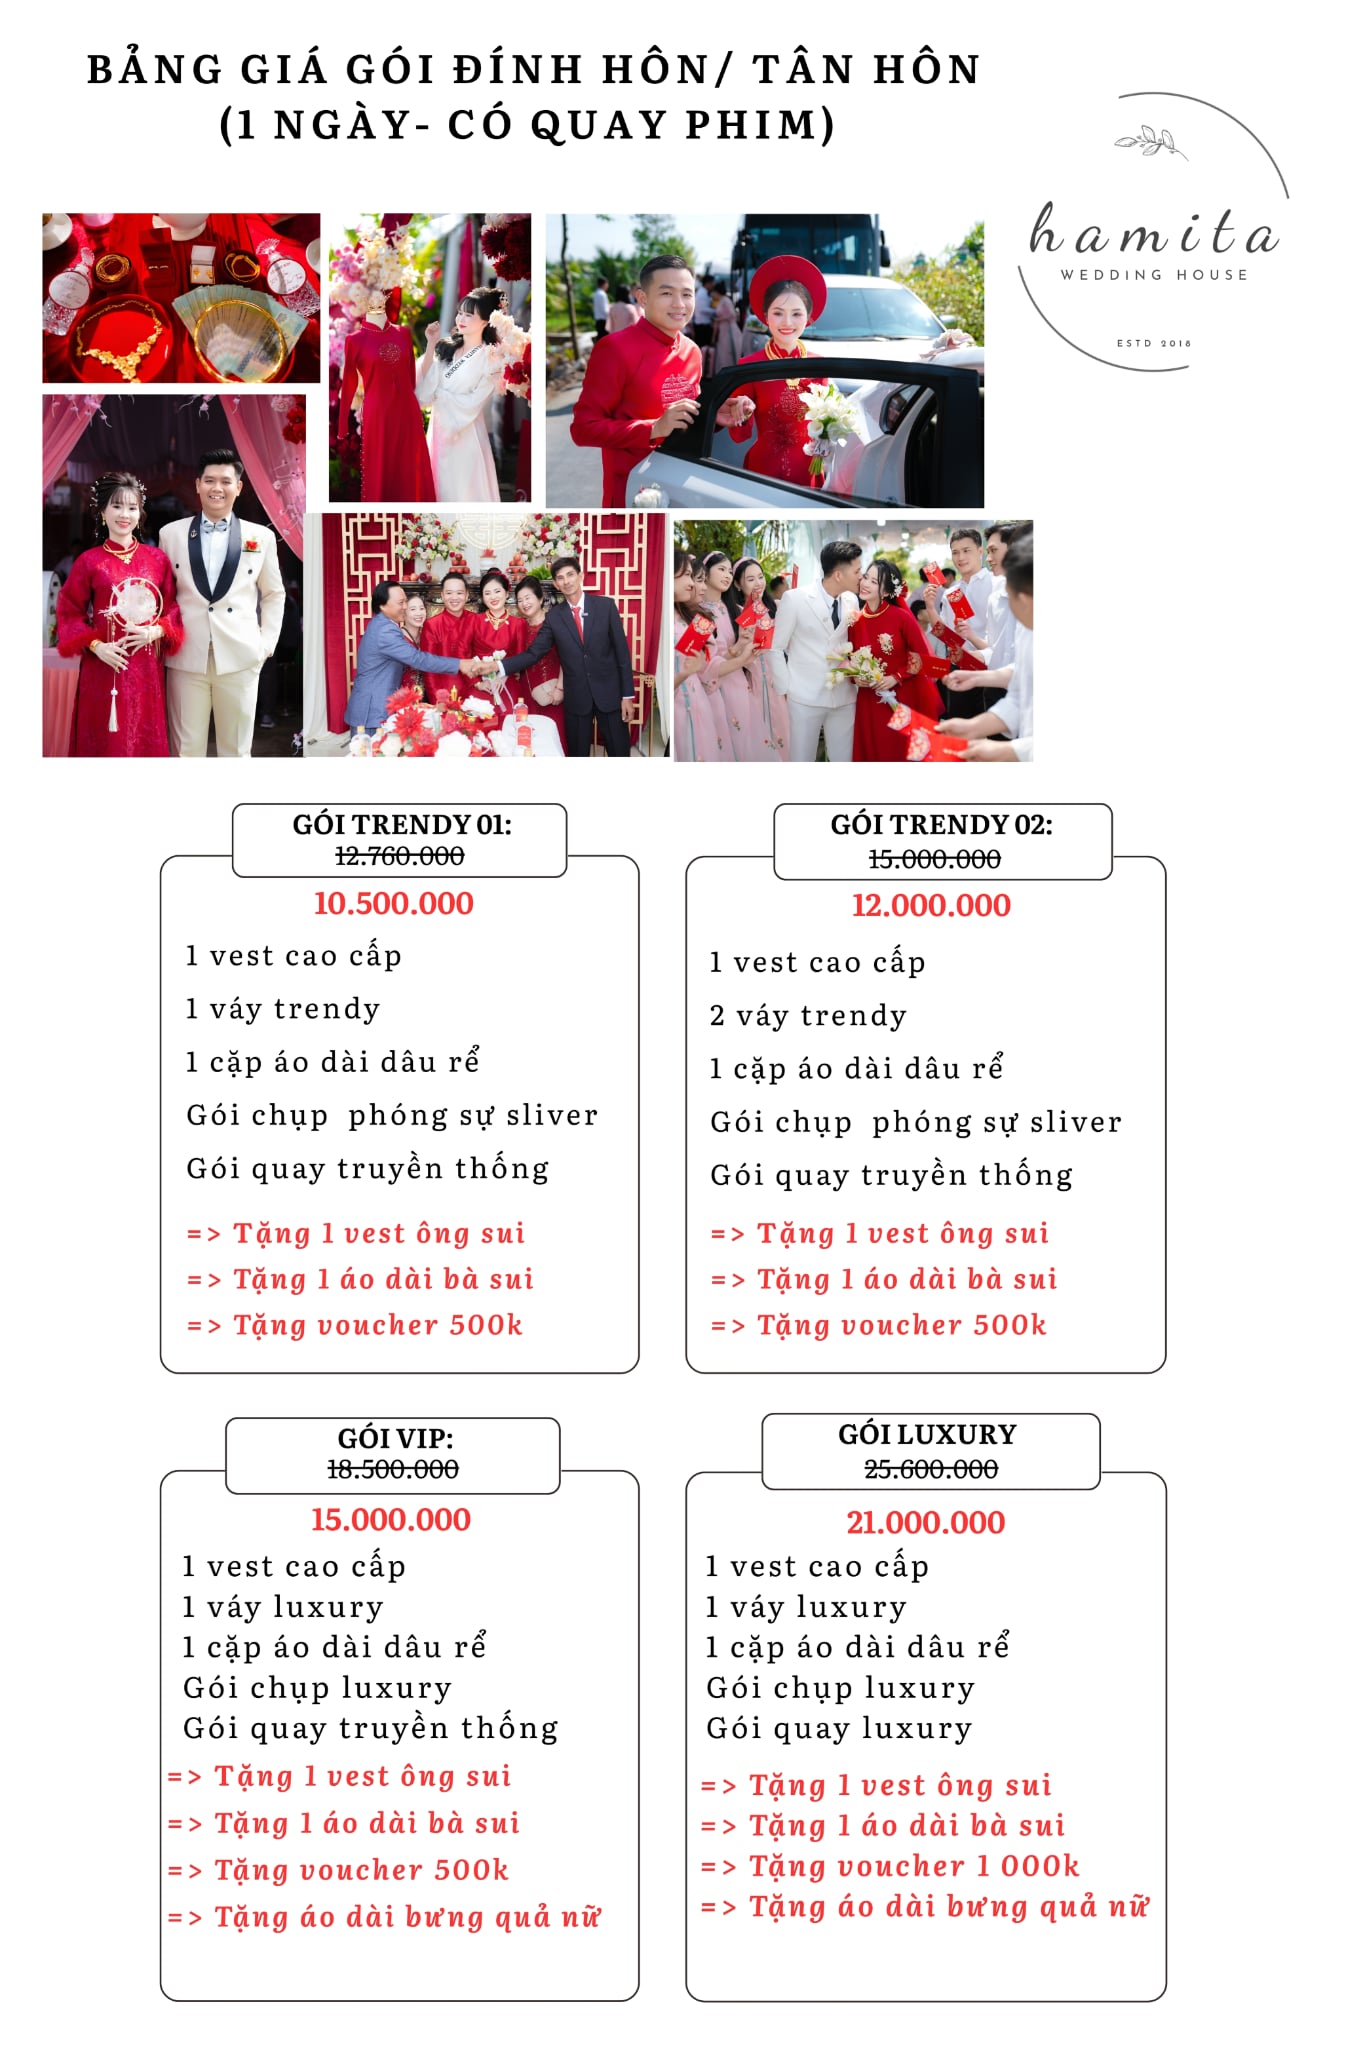 BẢNG GIÁ GÓI ĐÍNH HÔN/ TÂN HÔN
(1 NGÀY- CÓ QUAY PHIM)
hamita
WEDDING HOUSE
ESTD 2018
GÓI TRENDY 01:
12.760.000
10.500.000
1 vest cao cấp
1 váy trendy
1 cặp áo dài dâu rể
Gói chụp  phóng sự sliver
Gói quay truyền thống
=> Tặng 1 vest ông sui
=> Tặng 1 áo dài bà sui
=> Tặng voucher 500k
GÓI TRENDY 02:
15.000.000
12.000.000
1 vest cao cấp
2 váy trendy
1 cặp áo dài dâu rể
Gói chụp  phóng sự sliver
Gói quay truyền thống
=> Tặng 1 vest ông sui
=> Tặng 1 áo dài bà sui
=> Tặng voucher 500k
GÓI VIP:
18.500.000
15.000.000
1 vest cao cấp
1 váy luxury
1 cặp áo dài dâu rể
Gói chụp luxury
Gói quay truyền thống
=> Tặng 1 vest ông sui
=> Tặng 1 áo dài bà sui
=> Tặng voucher 500k
=> Tặng áo dài bưng quả nữ
GÓI LUXURY
25.600.000
21.000.000
1 vest cao cấp
1 váy luxury
1 cặp áo dài dâu rể
Gói chụp luxury
Gói quay luxury
=> Tặng 1 vest ông sui
=> Tặng 1 áo dài bà sui
=> Tặng voucher 1 000k
=> Tặng áo dài bưng quả nữ